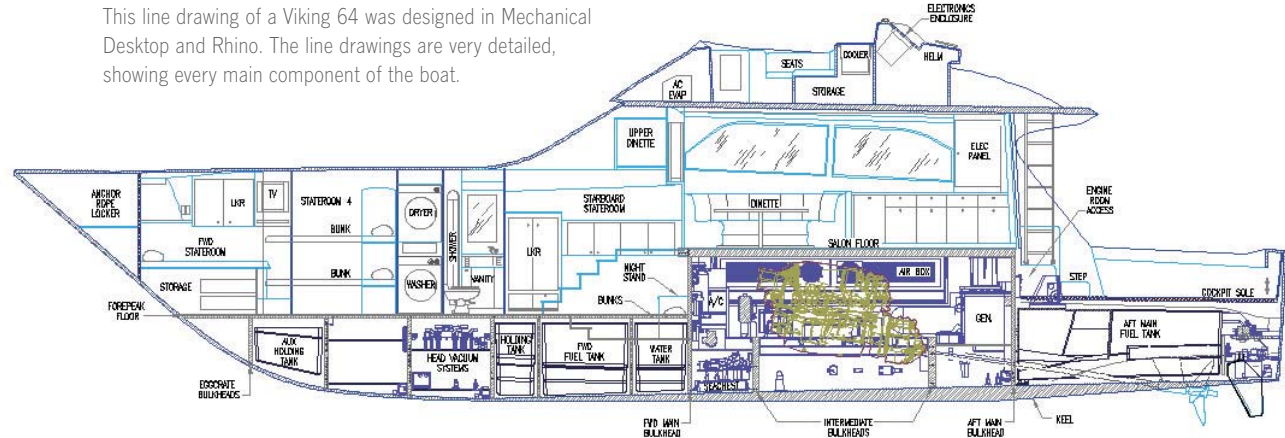 This line drawing of a Viking 64 was designed in Mechanical
Desktop and Rhino. The line drawings are very detailed,
showing every main component of the boat.
ELECTRONICS
ENCLOSURE
COOLER
HELM
SEATS
STORAGE
AC
EVAP
UPPER
DINETTE
ELEC
PANEL
ANCHOR
ROPE
LOCKER
LKR
TV
STATEROOM 4
DRYER
SHOWER
STARBOARD
STATEROOM
DINETTE
ENGINE
ROOM
ACCESS
FWD
STATEROOM
BUNK
LKR
SALON FLOOR
BUNK
WASHER
VANITY
NIGHT
STAND
AIR BOX
STEP
STORAGE
BUNKS
A/C
GEN.
COCKPIT SOLE
FOREPEAK
FLOOR
AUX
HOLDING
TANK
HEAD VACUUM
SYSTEMS
HOLDING
TANK
FWD
FUEL TANK
WATER
TANK
AFT MAIN
FUEL TANK
SEACHEST
EGGCRATE
BULKHEADS
FWD MAIN
BULKHEAD
INTERMEDIATE
BULKHEADS
AFT MAIN
BULKHEAD
KEEL